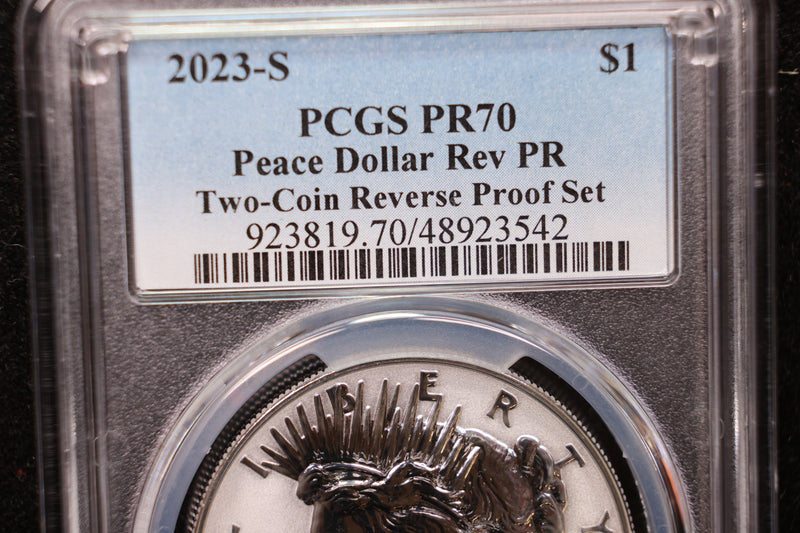 2023-S $1
PCGS PR70
Peace Dollar Rev PR
Two-Coin Reverse Proof Set
923819.70/48923542
LIBERTY